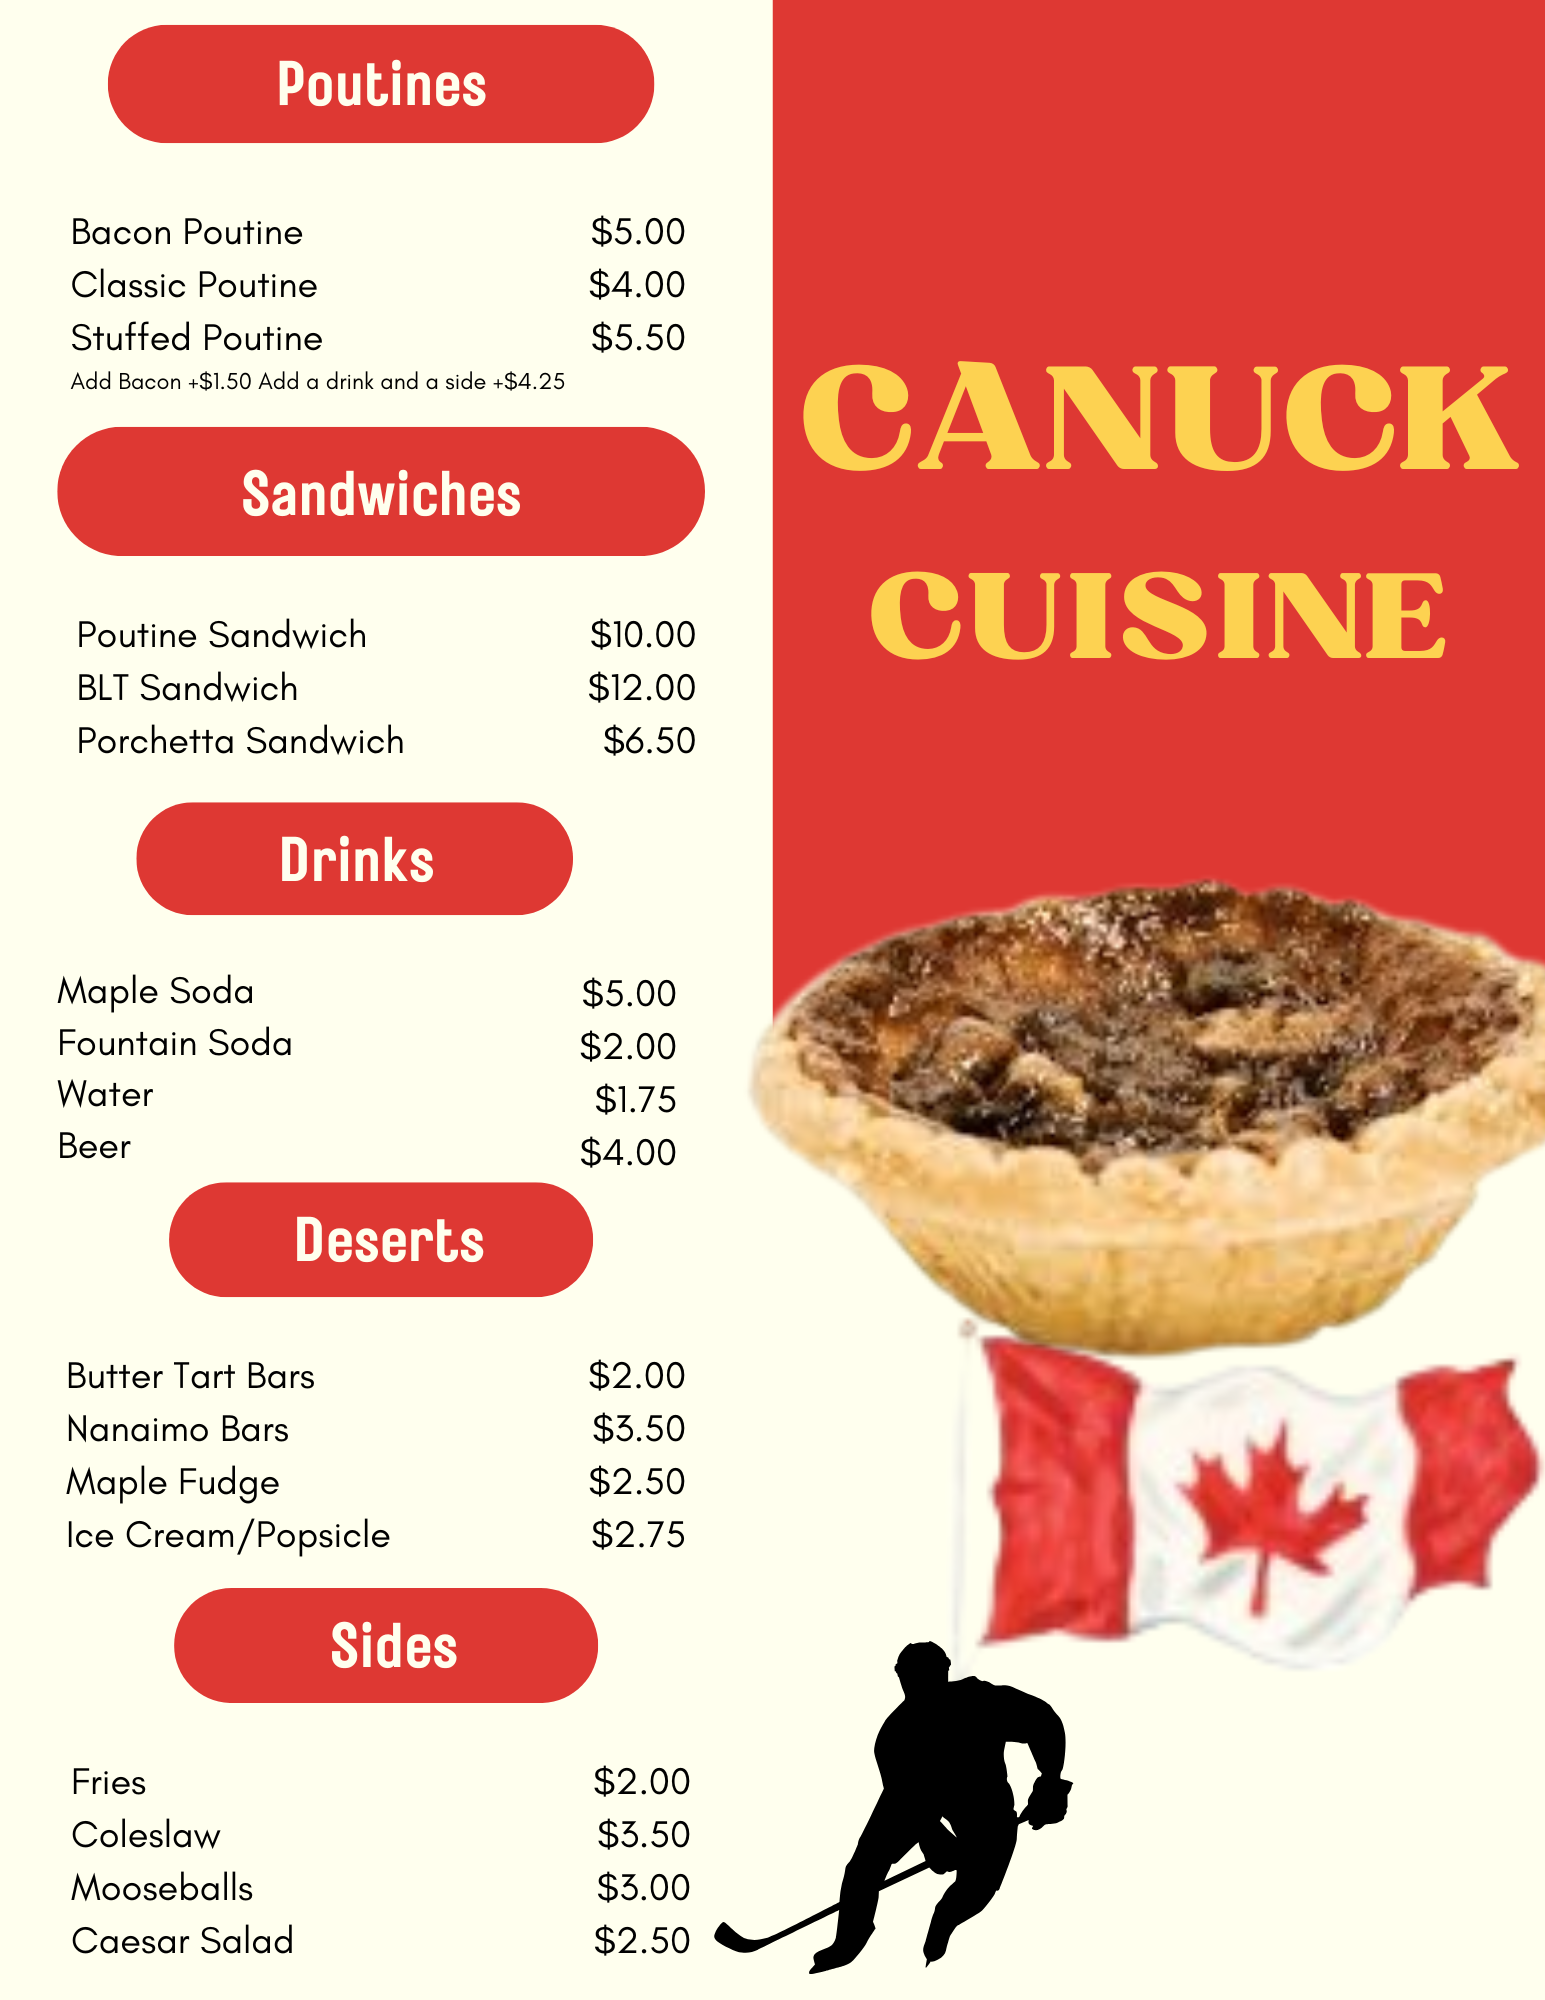 Poutines
Bacon Poutine $5.00
Classic Poutine $4.00
Stuffed Poutine $5.50
Add Bacon +$1.50 Add a drink and a side +$4.25
Sandwiches
Poutine Sandwich $10.00
BLT Sandwich $12.00
Porchetta Sandwich $6.50
Drinks
Maple Soda $5.00
Fountain Soda $2.00
Water $1.75
Beer $4.00
Deserts
Butter Tart Bars $2.00
Nanaimo Bars $3.50
Maple Fudge $2.50
Ice Cream/Popsicle $2.75
Sides
Fries $2.00
Coleslaw $3.50
Mooseballs $3.00
Caesar Salad $2.50
CANUCK
CUISINE